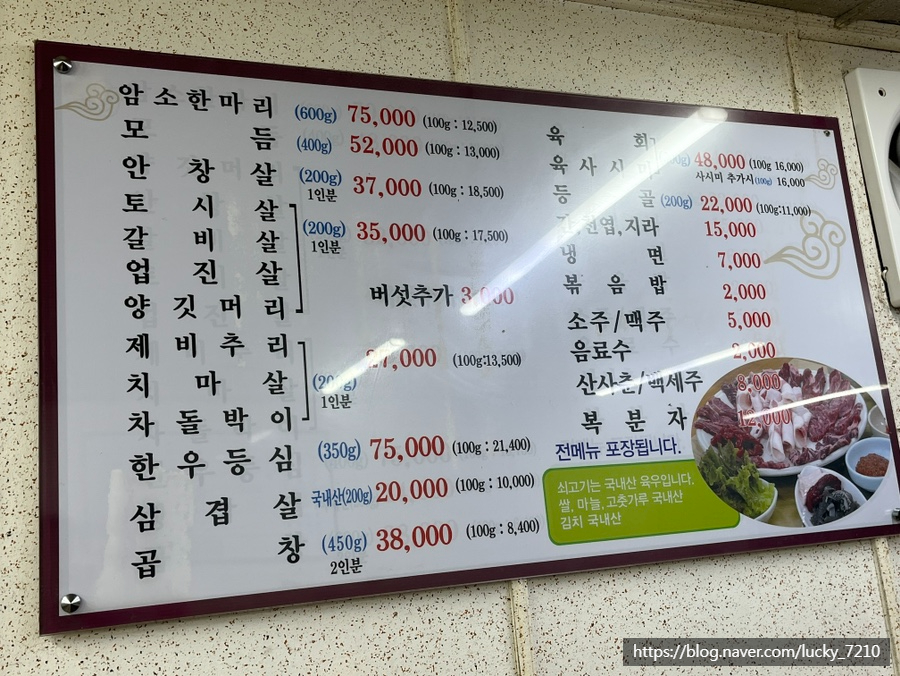 암소한마리 (600g) 75,000 (100g : 12,500)
모듬 (400g) 52,000 (100g : 13,000)
안창살 (200g) 1인분 37,000 (100g : 18,500)
토시살
갈비살 (200g) 1인분 35,000 (100g : 17,500)
업진살
양깃머리
버섯추가 3,000
제비추리
치마살 (200g) 1인분 27,000 (100g:13,500)
차돌박이
한우등심 (350g) 75,000 (100g : 21,400)
삼겹살 국내산(200g) 20,000 (100g : 10,000)
곱창 (450g) 2인분 38,000 (100g : 8,400)
육회
육사시미 48,000 (100g 16,000)
사시미 추가시(100g) 16,000
등골 (200g) 22,000 (100g:11,000)
간,천엽,지라 15,000
냉면 7,000
볶음밥 2,000
소주/맥주 5,000
음료수 2,000
산사춘/백세주 8,000
복분자 12,000
전메뉴 포장됩니다.
쇠고기는 국내산 육우입니다.
쌀, 마늘, 고춧가루 국내산
김치 국내산
https://blog.naver.com/lucky_7210